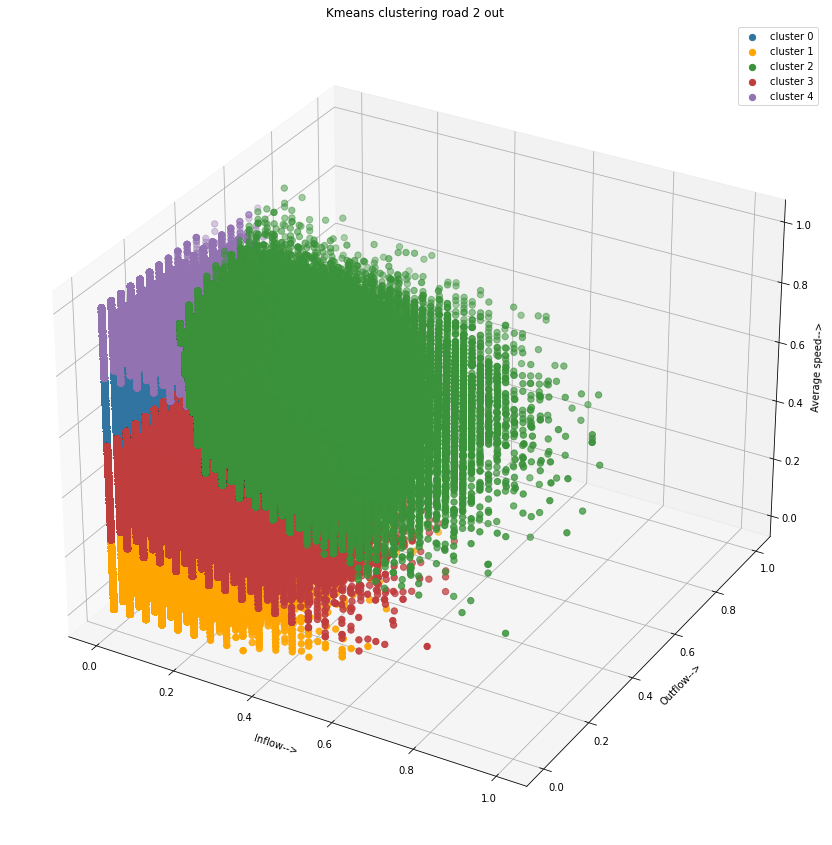 Kmeans clustering road 2 out
cluster 0
cluster 1
cluster 2
cluster 3
cluster 4
1.0
0.8
0.6
0.4
0.2
0.0
Average speed-->
1.0
0.8
0.6
0.4
0.2
0.0
Outflow-->
0.0
0.2
0.4
0.6
0.8
1.0
Inflow-->